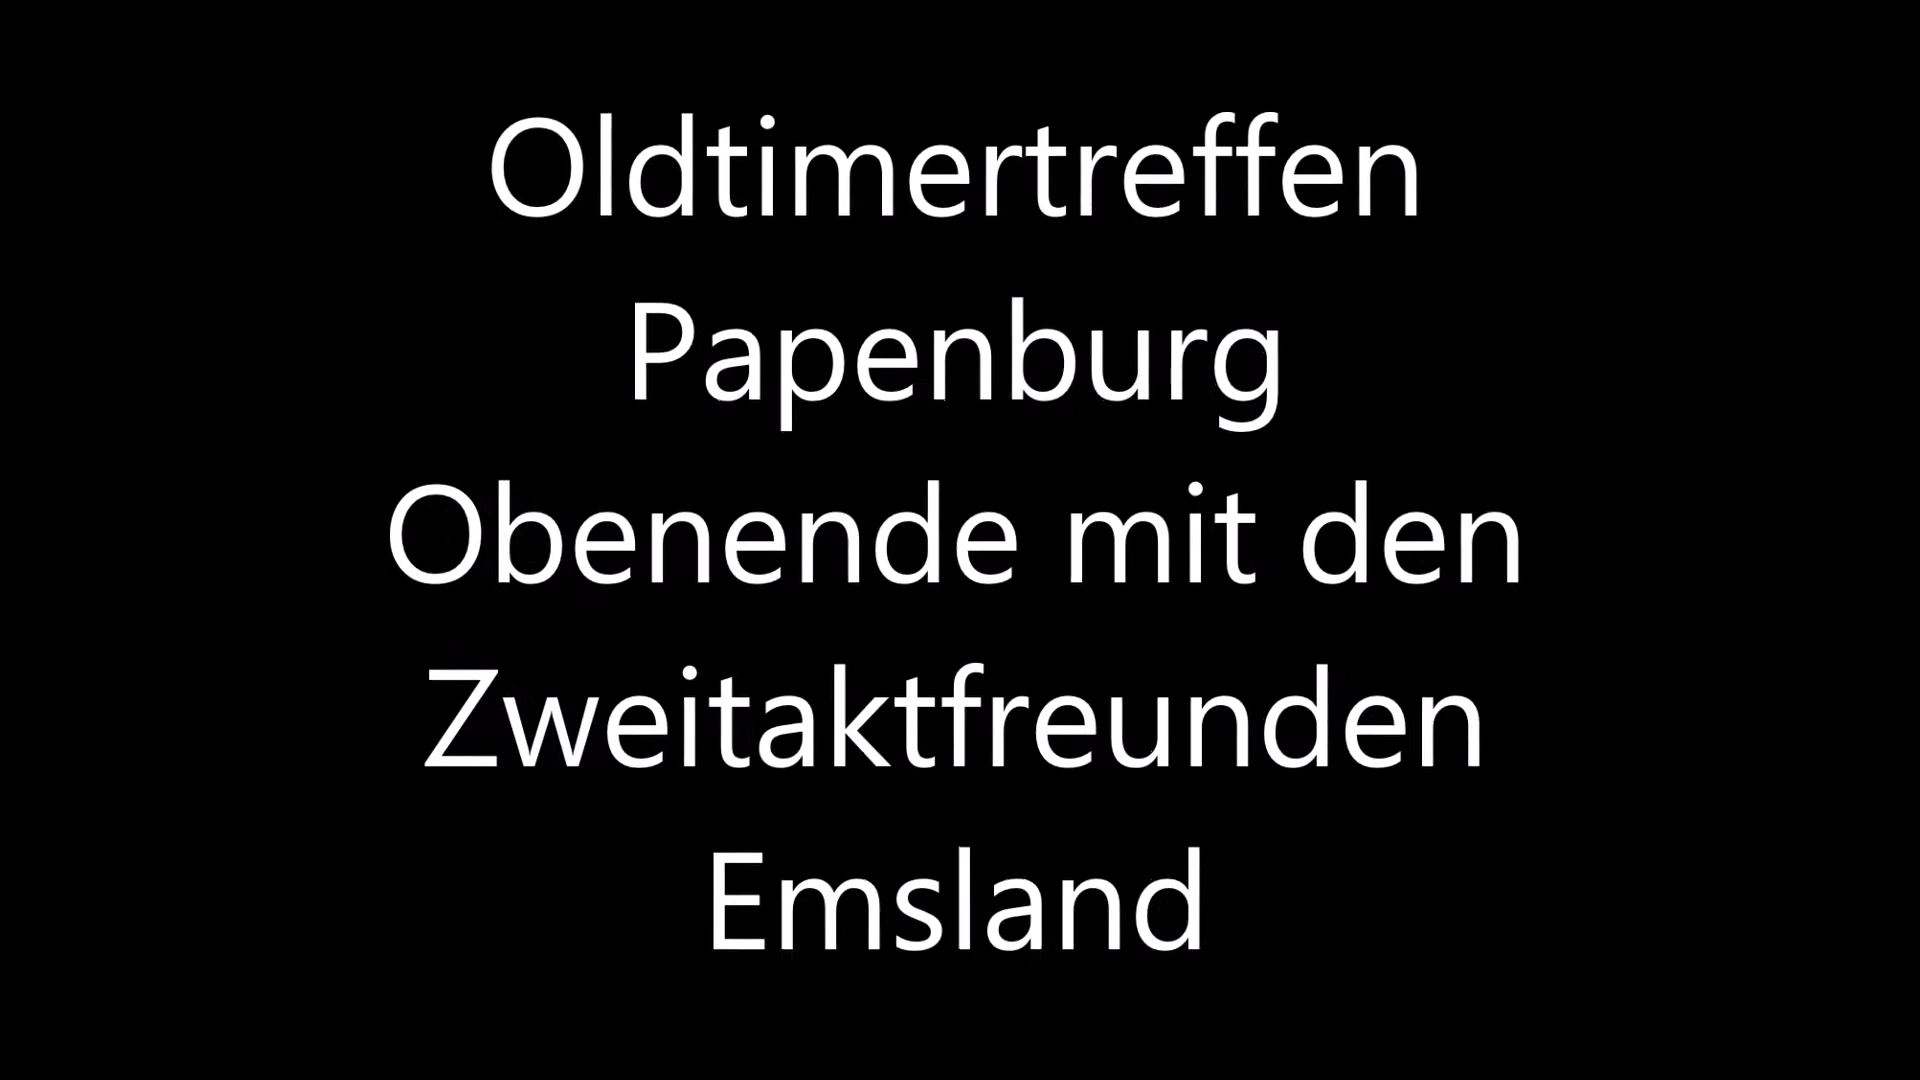 Oldtimertreffen
Papenburg
Obenende mit den
Zweitaktfreunden
Emsland